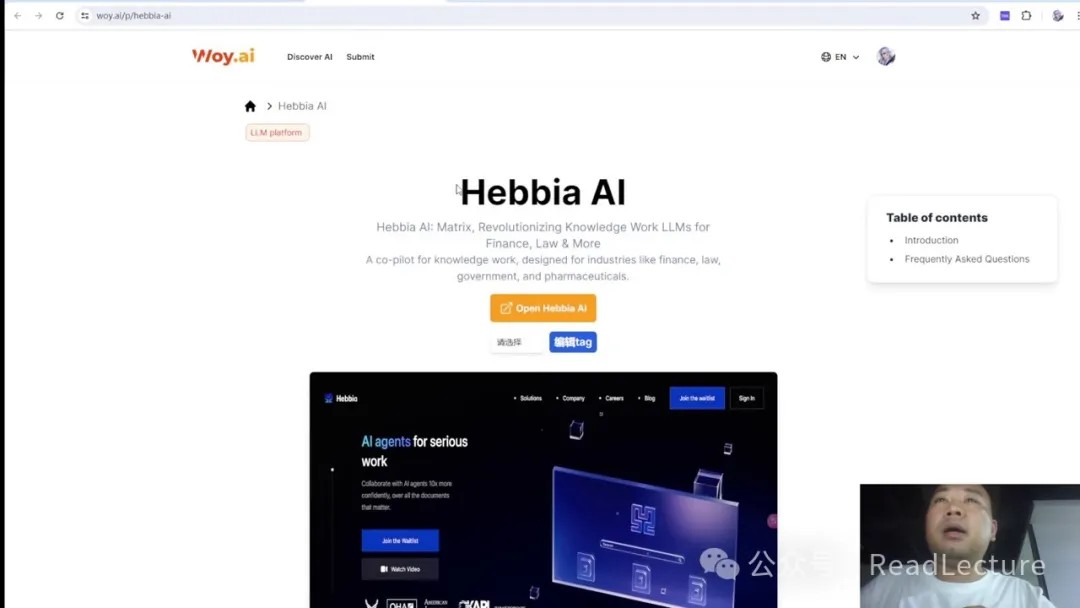 woy.ai/p/hebbia-ai
Woy.ai
Discover AI
Submit
EN
Hebbia AI
LLM platform
Hebbia AI
Hebbia AI: Matrix, Revolutionizing Knowledge Work LLMs for
Finance, Law & More
A co-pilot for knowledge work, designed for industries like finance, law,
government, and pharmaceuticals.
Open Hebbia AI
请选择
编辑tag
Table of contents
Introduction
Frequently Asked Questions
Hebbia
Solutions
Company
Careers
Blog
Join the waitlist
Sign In
AI agents for serious
work
Collaborate with AI agents 10x more
confidently, over all the documents
that matter.
Join the Waitlist
Watch Video
公众号
ReadLecture